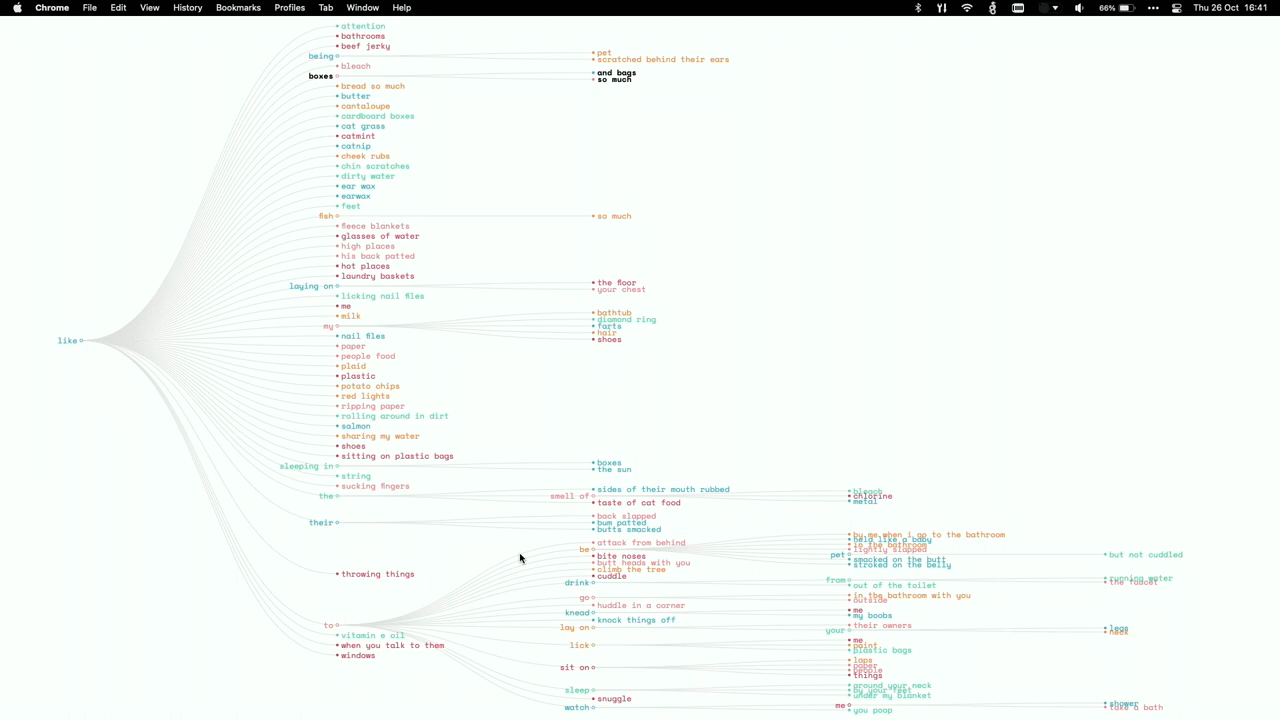 Chrome File Edit View History Bookmarks Profiles Tab Window Help 66% Thu 26 Oct 16:41
like
attention
bathrooms
beef jerky
being
pet
scratched behind their ears
bleach
boxes
and bags
so much
bread so much
butter
cantaloupe
cardboard boxes
cat grass
catmint
catnip
cheek rubs
chin scratches
dirty water
ear wax
earwax
feet
fish
so much
fleece blankets
glasses of water
high places
his back patted
hot places
laundry baskets
laying on
the floor
your chest
licking nail files
me
milk
my
bathtub
diamond ring
farts
hair
shoes
nail files
paper
people food
plaid
plastic
potato chips
red lights
ripping paper
rolling around in dirt
salmon
sharing my water
shoes
sitting on plastic bags
sleeping in
boxes
the sun
string
sucking fingers
the
sides of their mouth rubbed
smell of
bleach
chlorine
metal
taste of cat food
their
back slapped
bum patted
butts smacked
throwing things
to
attack from behind
be
by me when i go to the bathroom
held like a baby
in the bathroom
lightly slapped
pet
but not cuddled
smacked on the butt
stroked on the belly
bite noses
butt heads with you
climb the tree
cuddle
drink
from
running water
the faucet
out of the toilet
go
in the bathroom with you
outside
huddle in a corner
knead
me
my boobs
knock things off
lay on
their owners
your
legs
neck
lick
me
paint
plastic bags
sit on
laps
paper
people
things
sleep
around your neck
by your feet
under my blanket
snuggle
watch
me
shower
take a bath
you poop
vitamin e oil
when you talk to them
windows